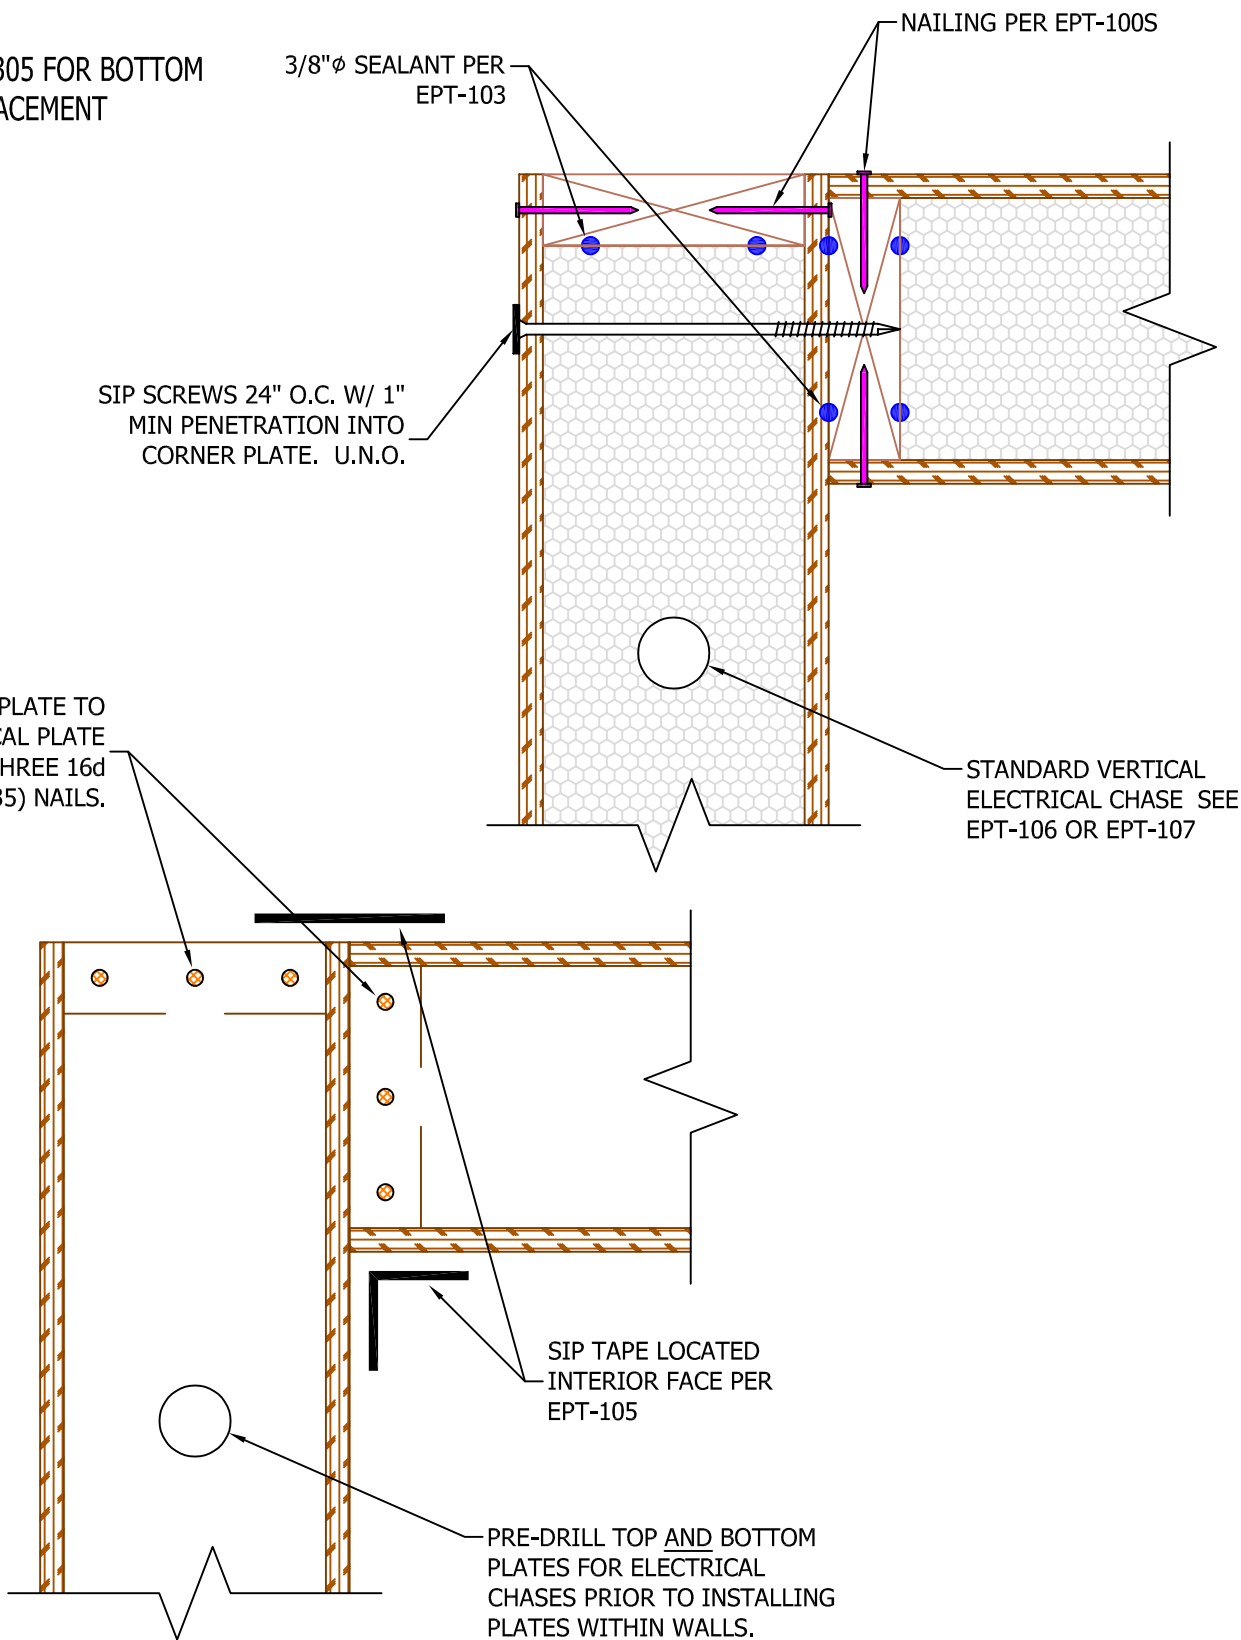 305 FOR BOTTOM
ACEMENT
3/8"ϕ SEALANT PER
EPT-103
NAILING PER EPT-100S
SIP SCREWS 24" O.C. W/ 1"
MIN PENETRATION INTO
CORNER PLATE.  U.N.O.
PLATE TO
CAL PLATE
HREE 16d
35) NAILS.
STANDARD VERTICAL
ELECTRICAL CHASE  SEE
EPT-106 OR EPT-107
SIP TAPE LOCATED
INTERIOR FACE PER
EPT-105
PRE-DRILL TOP AND BOTTOM
PLATES FOR ELECTRICAL
CHASES PRIOR TO INSTALLING
PLATES WITHIN WALLS.